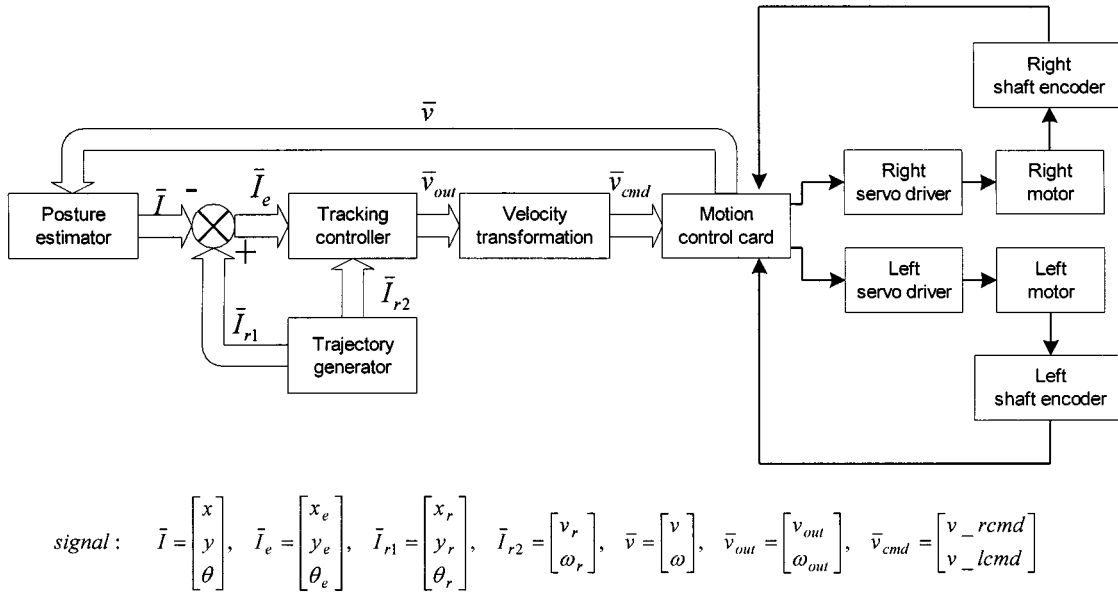 Right
shaft encoder
v̄
Right
servo driver
Right
motor
Posture
estimator
Ī
-
+
Ī_e
Tracking
controller
v̄_out
Velocity
transformation
v̄_cmd
Motion
control card
Left
servo driver
Left
motor
Ī_r1
Ī_r2
Trajectory
generator
Left
shaft encoder
signal : Ī = [x y θ], Ī_e = [x_e y_e θ_e], Ī_r1 = [x_r y_r θ_r], Ī_r2 = [v_r ω_r], v̄ = [v ω], v̄_out = [v_out ω_out], v̄_cmd = [v_rcmd v_lcmd]